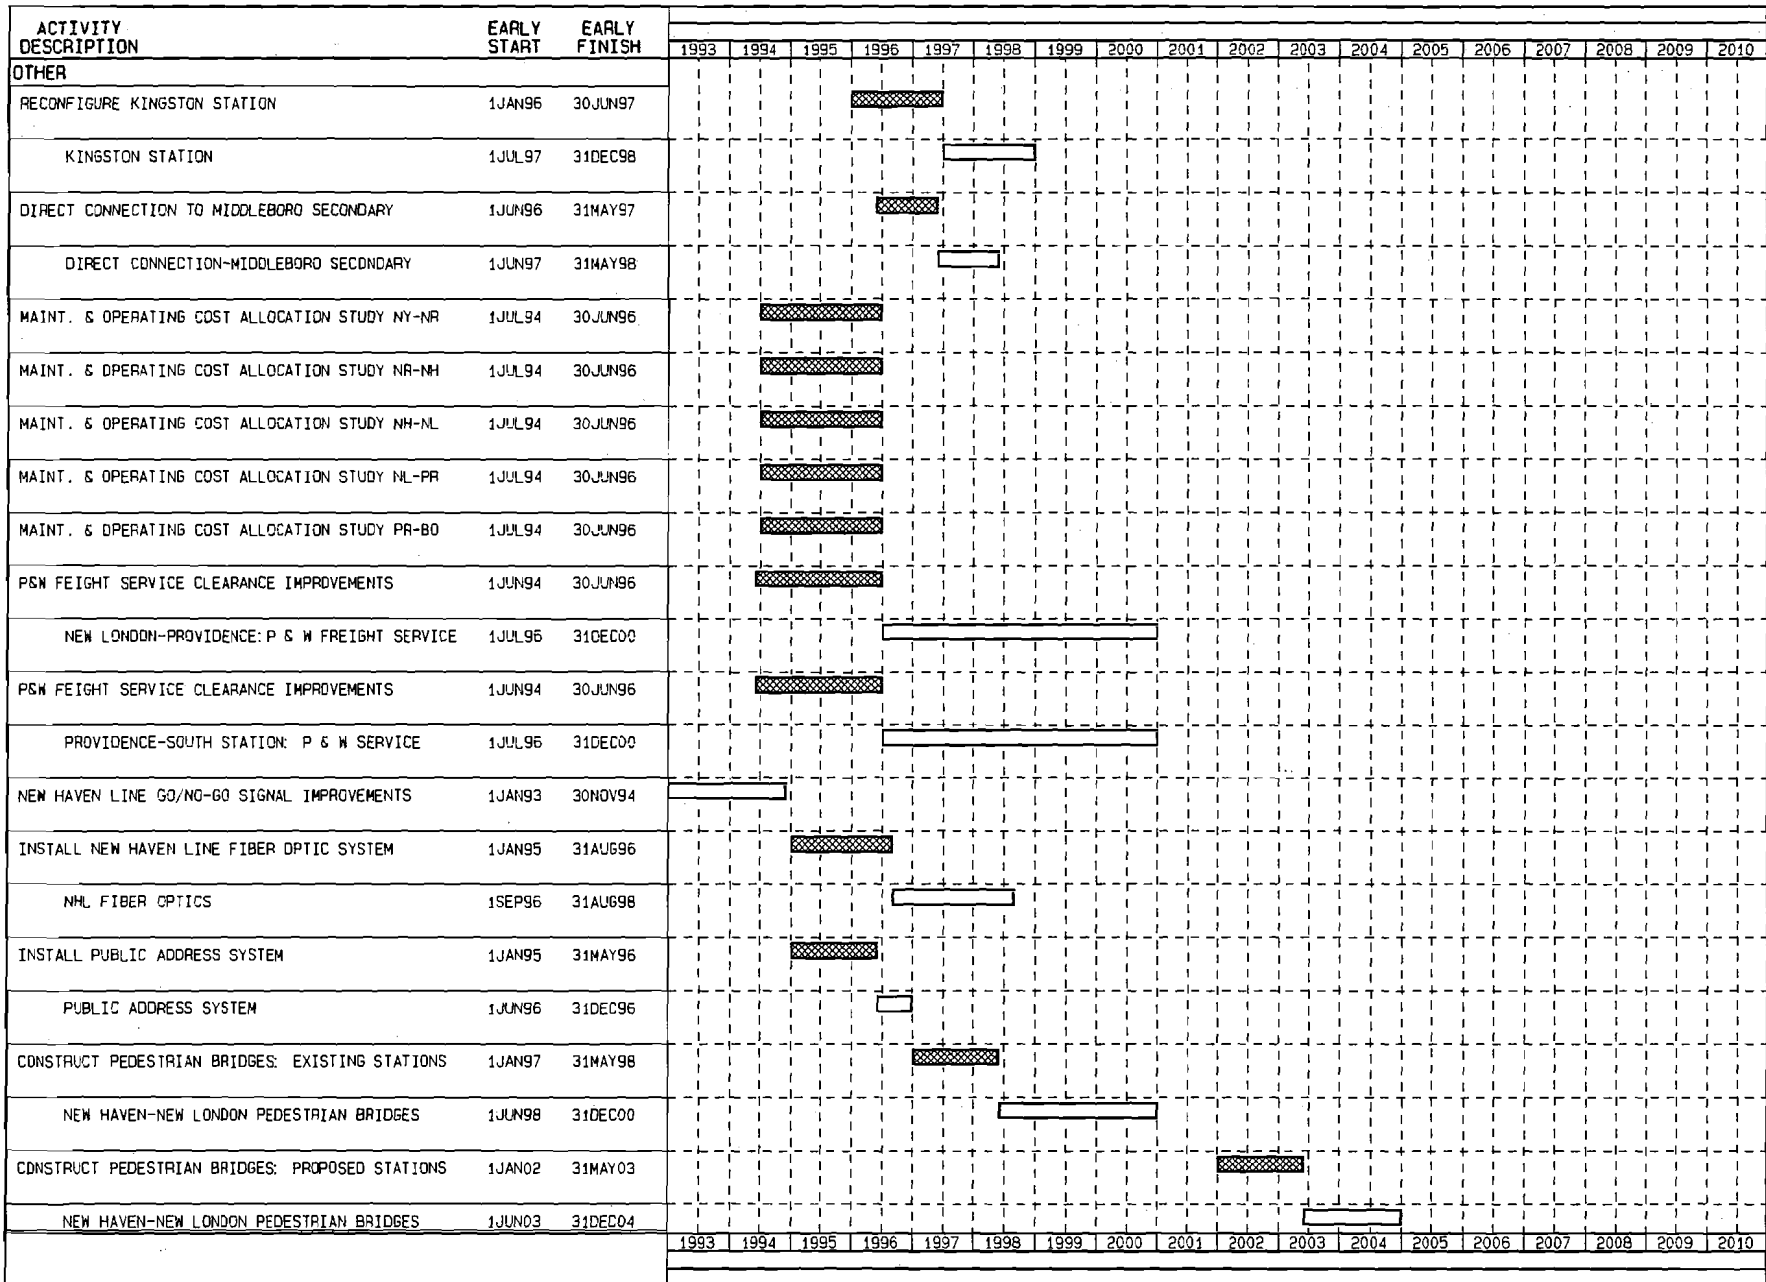 ACTIVITY DESCRIPTION EARLY START EARLY FINISH
1993 1994 1995 1996 1997 1998 1999 2000 2001 2002 2003 2004 2005 2006 2007 2008 2009 2010
OTHER
RECONFIGURE KINGSTON STATION 1JAN96 30JUN97
KINGSTON STATION 1JUL97 31DEC98
DIRECT CONNECTION TO MIDDLEBORO SECONDARY 1JUN96 31MAY97
DIRECT CONNECTION-MIDDLEBORO SECONDARY 1JUN97 31MAY98
MAINT. & OPERATING COST ALLOCATION STUDY NY-NR 1JUL94 30JUN96
MAINT. & OPERATING COST ALLOCATION STUDY NR-NH 1JUL94 30JUN96
MAINT. & OPERATING COST ALLOCATION STUDY NH-NL 1JUL94 30JUN96
MAINT. & OPERATING COST ALLOCATION STUDY NL-PR 1JUL94 30JUN96
MAINT. & OPERATING COST ALLOCATION STUDY PR-BO 1JUL94 30JUN96
P&W FEIGHT SERVICE CLEARANCE IMPROVEMENTS 1JUN94 30JUN96
NEW LONDON-PROVIDENCE: P & W FREIGHT SERVICE 1JUL96 31DEC00
P&W FEIGHT SERVICE CLEARANCE IMPROVEMENTS 1JUN94 30JUN96
PROVIDENCE-SOUTH STATION: P & W SERVICE 1JUL96 31DEC00
NEW HAVEN LINE GO/NO-GO SIGNAL IMPROVEMENTS 1JAN93 30NOV94
INSTALL NEW HAVEN LINE FIBER OPTIC SYSTEM 1JAN95 31AUG96
NHL FIBER OPTICS 1SEP96 31AUG98
INSTALL PUBLIC ADDRESS SYSTEM 1JAN95 31MAY96
PUBLIC ADDRESS SYSTEM 1JUN96 31DEC96
CONSTRUCT PEDESTRIAN BRIDGES: EXISTING STATIONS 1JAN97 31MAY98
NEW HAVEN-NEW LONDON PEDESTRIAN BRIDGES 1JUN98 31DEC00
CONSTRUCT PEDESTRIAN BRIDGES: PROPOSED STATIONS 1JAN02 31MAY03
NEW HAVEN-NEW LONDON PEDESTRIAN BRIDGES 1JUN03 31DEC04
1993 1994 1995 1996 1997 1998 1999 2000 2001 2002 2003 2004 2005 2006 2007 2008 2009 2010